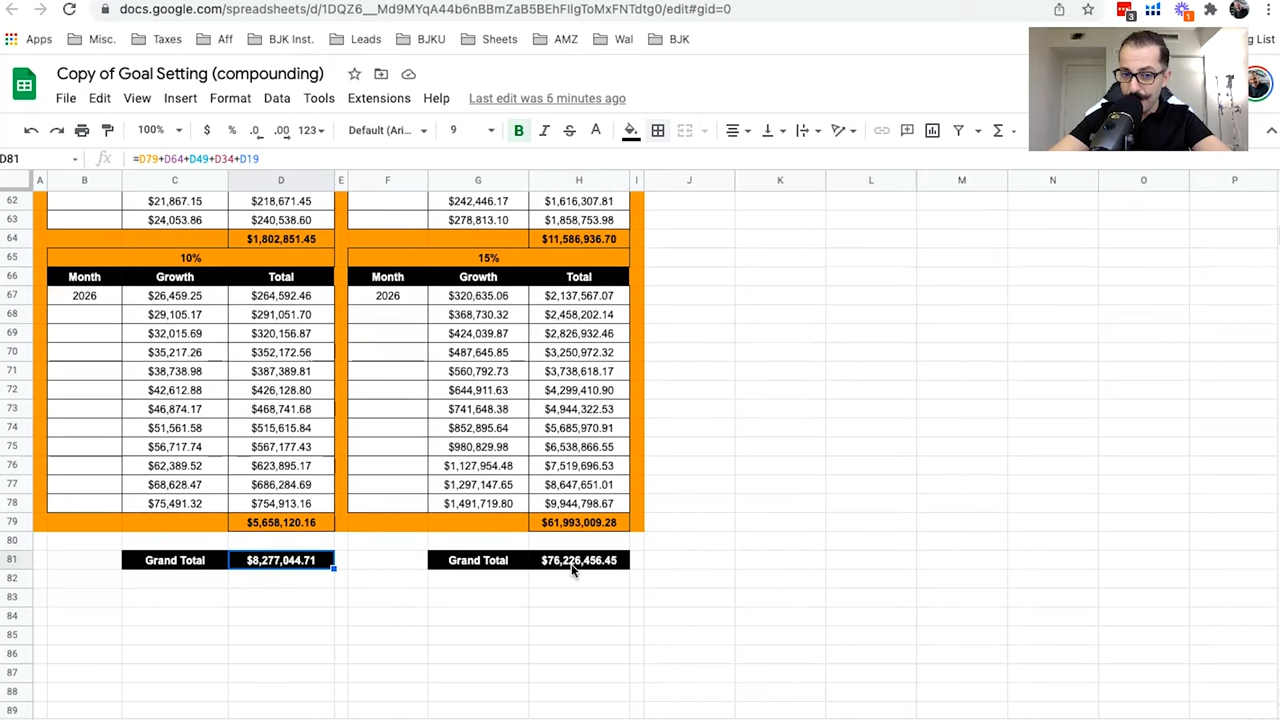 docs.google.com/spreadsheets/d/1DQZ6__Md9MYqA44b6nBBmZaB5BEhFlIgToMxFNTdtg0/edit#gid=0
3
1
Apps Misc. Taxes Aff BJK Inst. Leads BJKU Sheets AMZ Wal BJK ing List
Copy of Goal Setting (compounding)
File Edit View Insert Format Data Tools Extensions Help Last edit was 6 minutes ago
100% $ % .0 .00 123 Default (Ari... 9 B I S A
D81 fx =D79+D64+D49+D34+D19
A B C D E F G H I J K L M N O P
62 $21,867.15 $218,671.45 $242,446.17 $1,616,307.81
63 $24,053.86 $240,538.60 $278,813.10 $1,858,753.98
64 $1,802,851.45 $11,586,936.70
65 10% 15%
66 Month Growth Total Month Growth Total
67 2026 $26,459.25 $264,592.46 2026 $320,635.06 $2,137,567.07
68 $29,105.17 $291,051.70 $368,730.32 $2,458,202.14
69 $32,015.69 $320,156.87 $424,039.87 $2,826,932.46
70 $35,217.26 $352,172.56 $487,645.85 $3,250,972.32
71 $38,738.98 $387,389.81 $560,792.73 $3,738,618.17
72 $42,612.88 $426,128.80 $644,911.63 $4,299,410.90
73 $46,874.17 $468,741.68 $741,648.38 $4,944,322.53
74 $51,561.58 $515,615.84 $852,895.64 $5,685,970.91
75 $56,717.74 $567,177.43 $980,829.98 $6,538,866.55
76 $62,389.52 $623,895.17 $1,127,954.48 $7,519,696.53
77 $68,628.47 $686,284.69 $1,297,147.65 $8,647,651.01
78 $75,491.32 $754,913.16 $1,491,719.80 $9,944,798.67
79 $5,658,120.16 $61,993,009.28
80
81 Grand Total $8,277,044.71 Grand Total $76,226,456.45
82
83
84
85
86
87
88
89